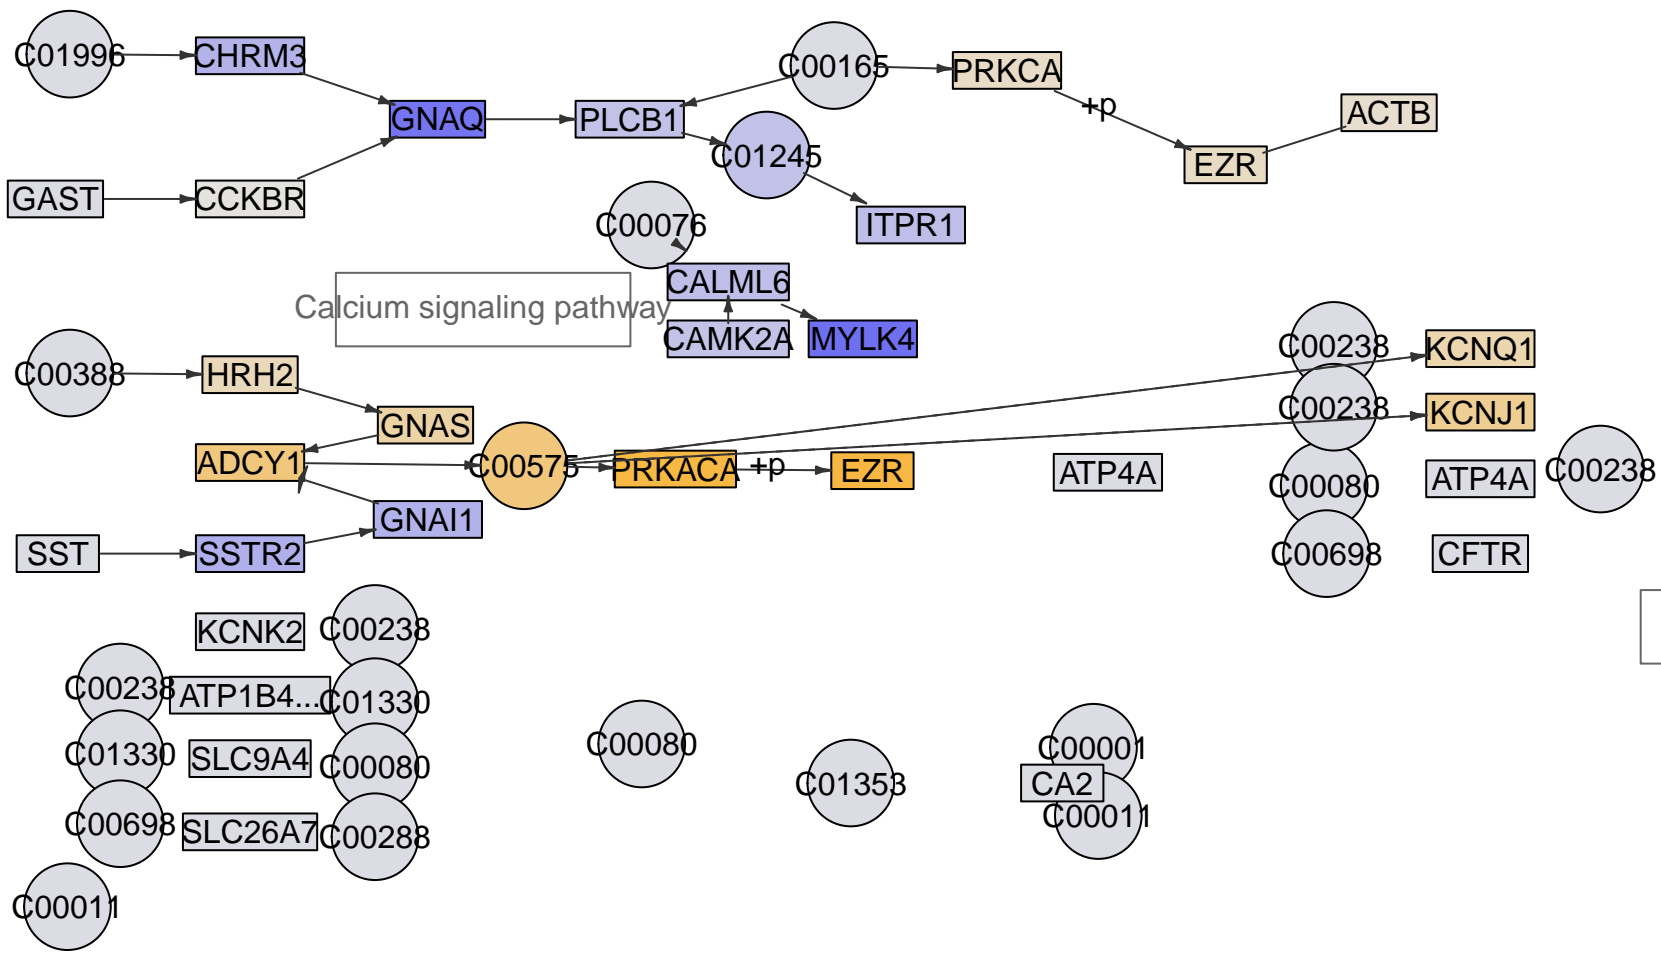 C01996
CHRM3
C00165
PRKCA
+p
ACTB
GNAQ
PLCB1
C01245
EZR
GAST
CCKBR
C00076
ITPR1
CALML6
Calcium signaling pathway
CAMK2A
MYLK4
C00238
KCNQ1
C00388
HRH2
C00238
KCNJ1
GNAS
ADCY1
C00575
PRKACA
+p
EZR
ATP4A
C00080
ATP4A
C00238
GNAI1
SST
SSTR2
C00698
CFTR
KCNK2
C00238
C00238
ATP1B4...
C01330
C01330
SLC9A4
C00080
C00080
C01353
C00001
CA2
C00011
C00698
SLC26A7
C00288
C00011